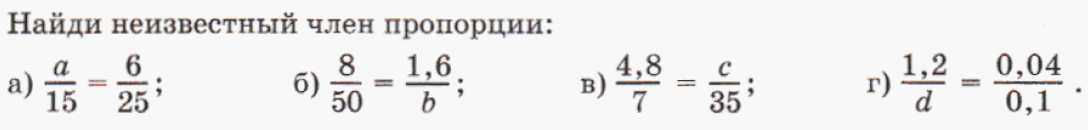 Найди неизвестный член пропорции:
а) a/15 = 6/25; б) 8/50 = 1,6/b; в) 4,8/7 = c/35; г) 1,2/d = 0,04/0,1 .